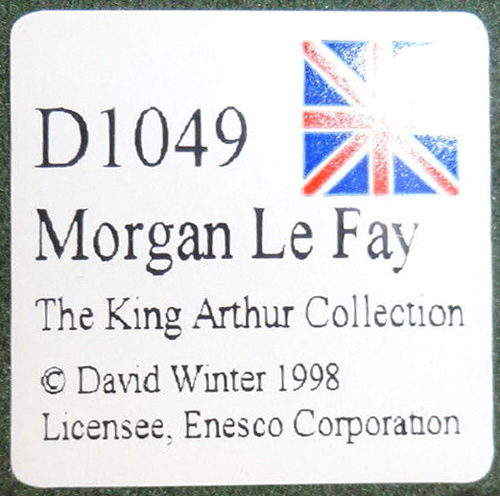 D1049
Morgan Le Fay
The King Arthur Collection
© David Winter 1998
Licensee, Enesco Corporation